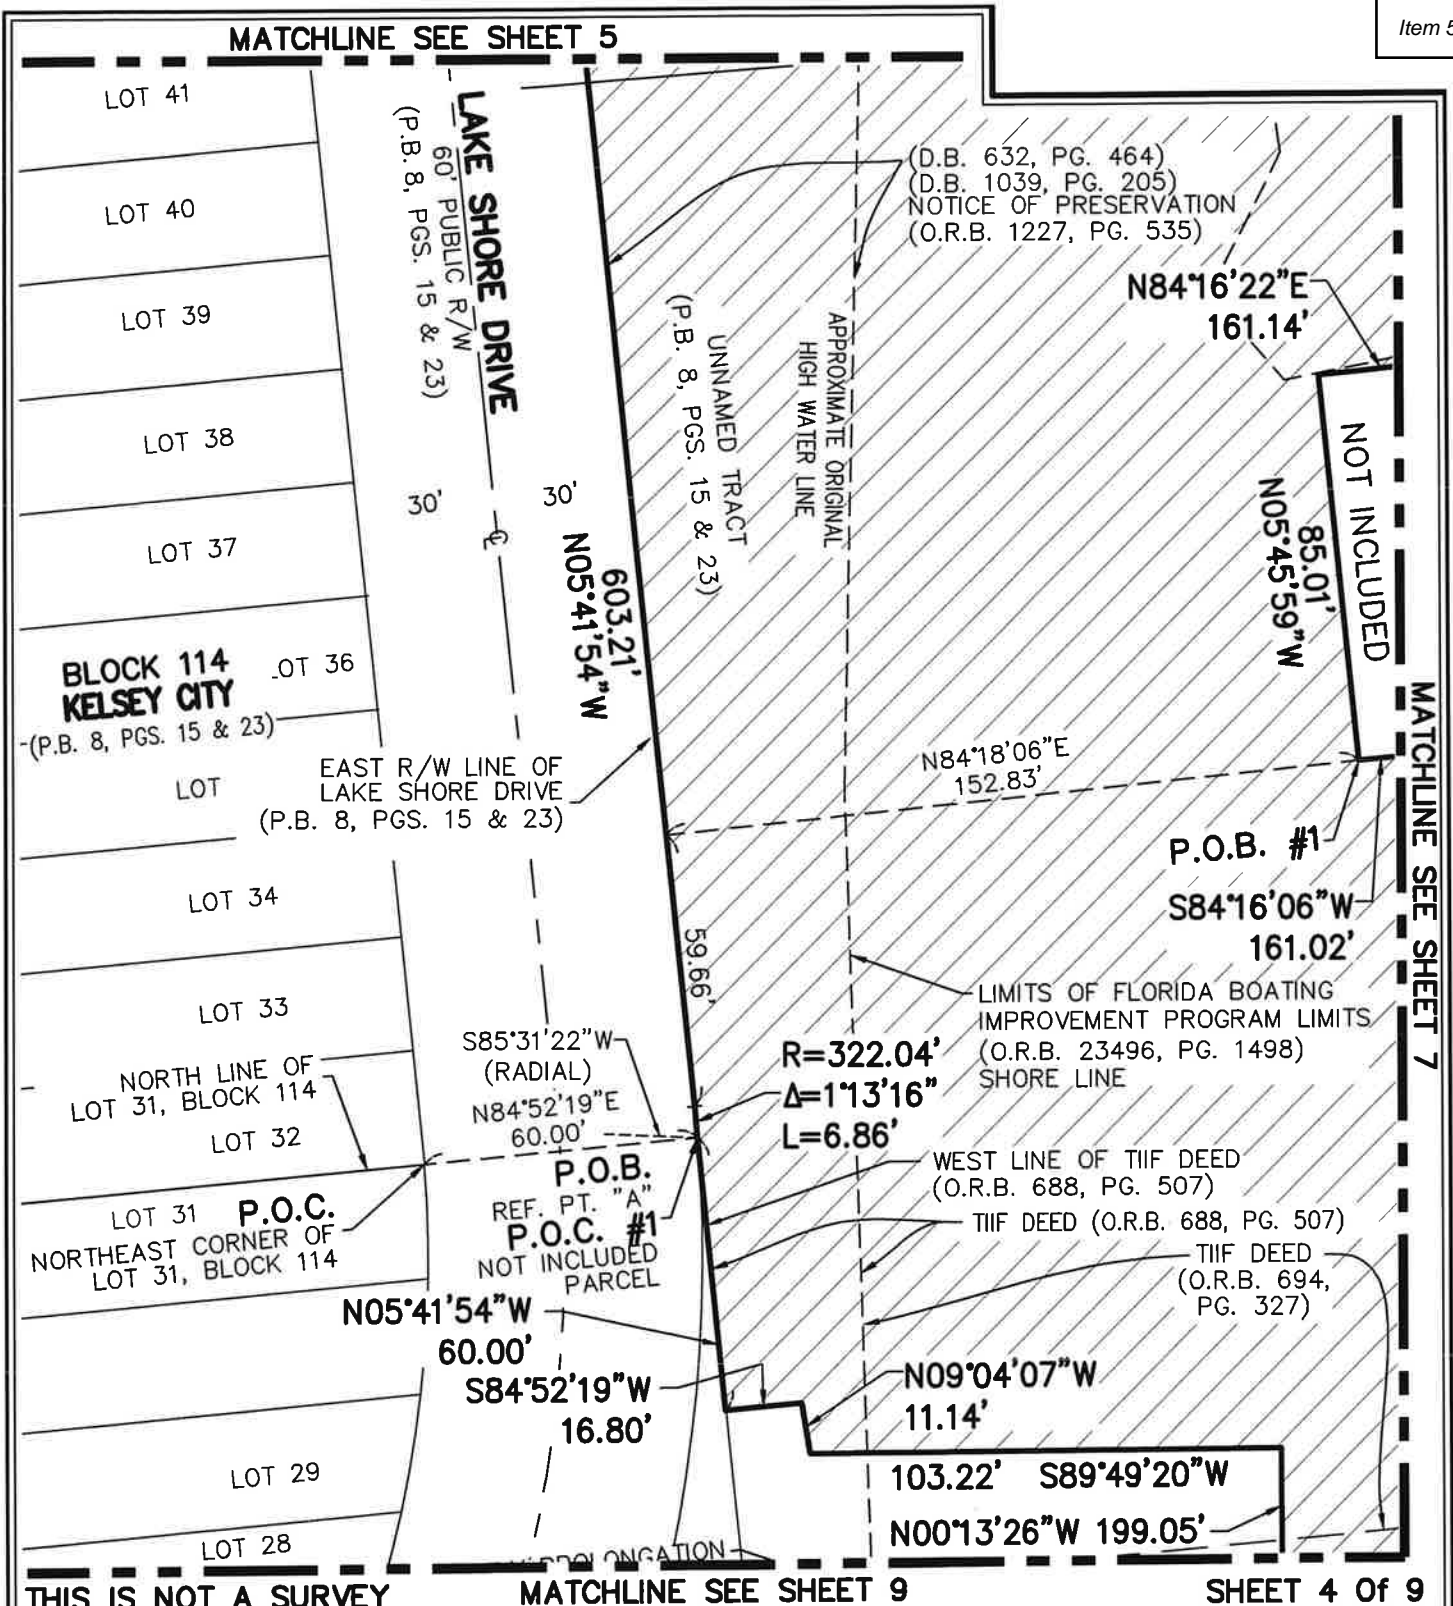 Item 5
MATCHLINE SEE SHEET 5
LOT 41
LOT 40
LOT 39
LOT 38
LOT 37
BLOCK 114
KELSEY CITY
(P.B. 8, PGS. 15 & 23)
OT 36
LOT
LOT 34
LOT 33
NORTH LINE OF
LOT 31, BLOCK 114
LOT 32
LOT 31
P.O.C.
NORTHEAST CORNER OF
LOT 31, BLOCK 114
LOT 29
LOT 28
LAKE SHORE DRIVE
60' PUBLIC R/W
(P.B. 8, PGS. 15 & 23)
30'
30'
℄
603.21'
N05°41'54"W
EAST R/W LINE OF
LAKE SHORE DRIVE
(P.B. 8, PGS. 15 & 23)
UNNAMED TRACT
(P.B. 8, PGS. 15 & 23)
APPROXIMATE ORIGINAL
HIGH WATER LINE
(D.B. 632, PG. 464)
(D.B. 1039, PG. 205)
NOTICE OF PRESERVATION
(O.R.B. 1227, PG. 535)
N84°16'22"E
161.14'
NOT INCLUDED
85.01'
N05°45'59"W
N84°18'06"E
152.83'
P.O.B. #1
S84°16'06"W
161.02'
MATCHLINE SEE SHEET 7
59.66'
LIMITS OF FLORIDA BOATING
IMPROVEMENT PROGRAM LIMITS
(O.R.B. 23496, PG. 1498)
SHORE LINE
S85°31'22"W
(RADIAL)
N84°52'19"E
60.00'
R=322.04'
Δ=1°13'16"
L=6.86'
P.O.B.
REF. PT. "A"
P.O.C. #1
NOT INCLUDED
PARCEL
WEST LINE OF TIIF DEED
(O.R.B. 688, PG. 507)
TIIF DEED (O.R.B. 688, PG. 507)
TIIF DEED
(O.R.B. 694,
PG. 327)
N05°41'54"W
60.00'
S84°52'19"W
16.80'
N09°04'07"W
11.14'
103.22' S89°49'20"W
N00°13'26"W 199.05'
PROLONGATION
THIS IS NOT A SURVEY
MATCHLINE SEE SHEET 9
SHEET 4 Of 9